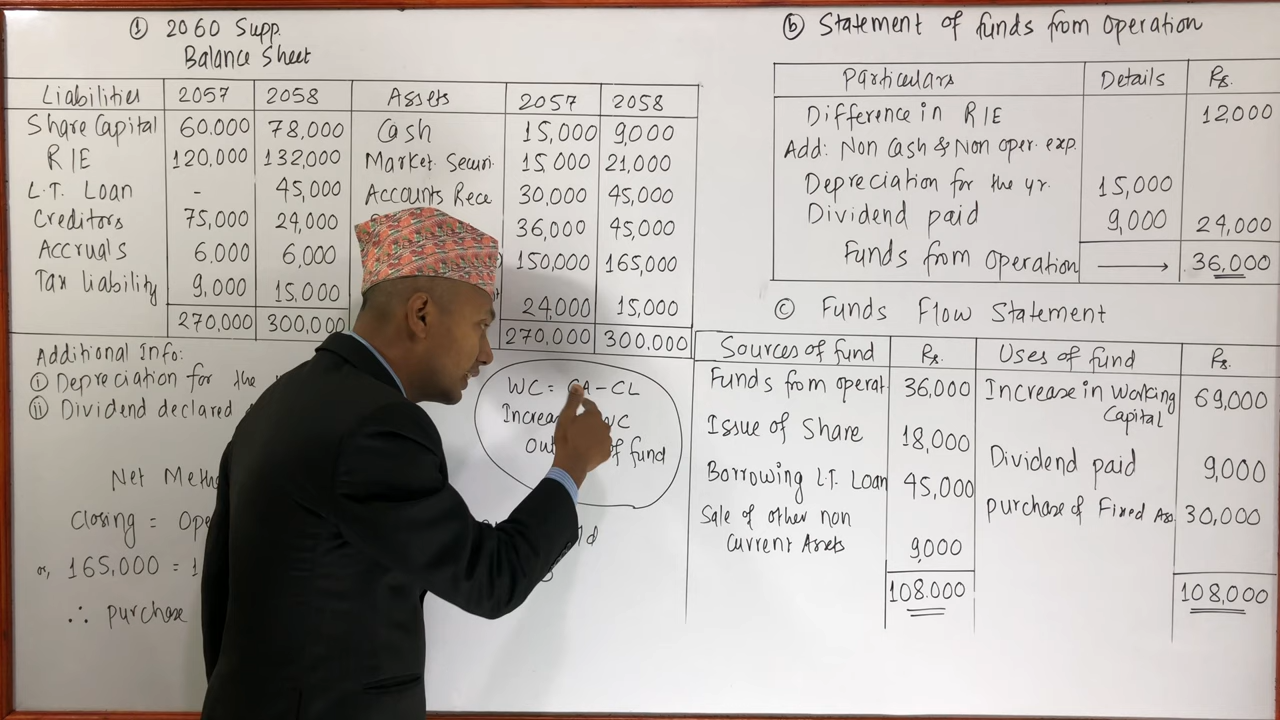 ① 2060 Supp.
Balance Sheet
Liabilities 2057 2058 Assets 2057 2058
Share Capital 60.000 78,000 Cash 15,000 9,000
R/E 120,000 132,000 Market. Securi. 15.000 21,000
L.T. Loan - 45,000 Accounts Rece 30,000 45,000
Creditors 75,000 24,000 36,000 45,000
Accruals 6.000 6,000 150,000 165,000
Tax liability 9,000 15,000 24,000 15,000
270,000 300,000 270,000 300.000
Additional Info:
ⓘ Depreciation for the
ⓘⓘ Dividend declared
Net
Closing =
or, 165,000 =
∴ purchase
WC = CA - CL
WC
of fund
ⓑ Statement of funds from Operation
Particulars Details Rs.
Difference in R/E 12,000
Add: Non Cash & Non oper. exp.
Depreciation for the yr. 15,000
Dividend paid 9,000 24,000
Funds from Operation → 36,000
ⓒ Funds Flow Statement
Sources of fund Rs. Uses of fund Rs.
Funds from operat 36,000 Increase in Working Capital 69,000
Issue of Share 18,000 Dividend paid 9,000
Borrowing L.T. Loan 45,000 Purchase of Fixed Ass. 30,000
Sale of other non
Current Assets 9,000
108.000 108,000